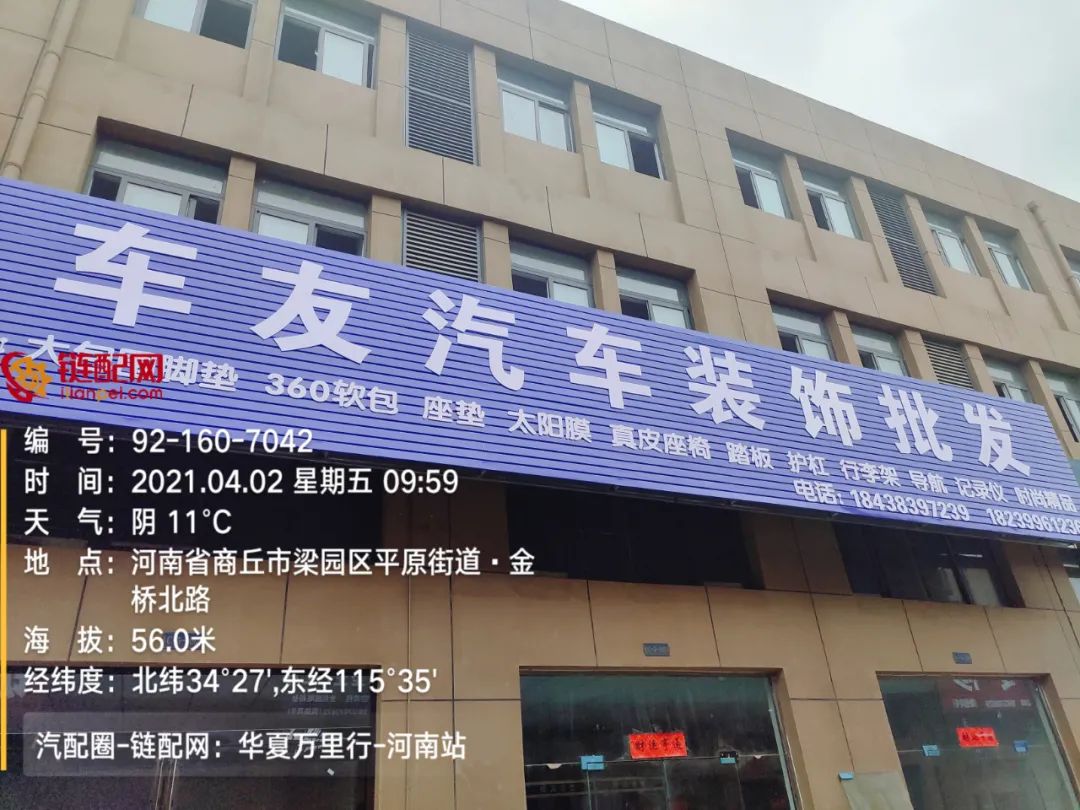 车友汽车装饰批发
脚垫 360软包 座垫 太阳膜 真皮座椅 踏板 护杠 行李架 导航 记录仪 时尚精品
电话: 18438397239 1823996123
链配网
lianpei.com
编 号: 92-160-7042
时 间: 2021.04.02 星期五 09:59
天 气: 阴 11°C
地 点: 河南省商丘市梁园区平原街道·金
桥北路
海 拔: 56.0米
经纬度: 北纬34°27',东经115°35'
汽配圈-链配网: 华夏万里行-河南站